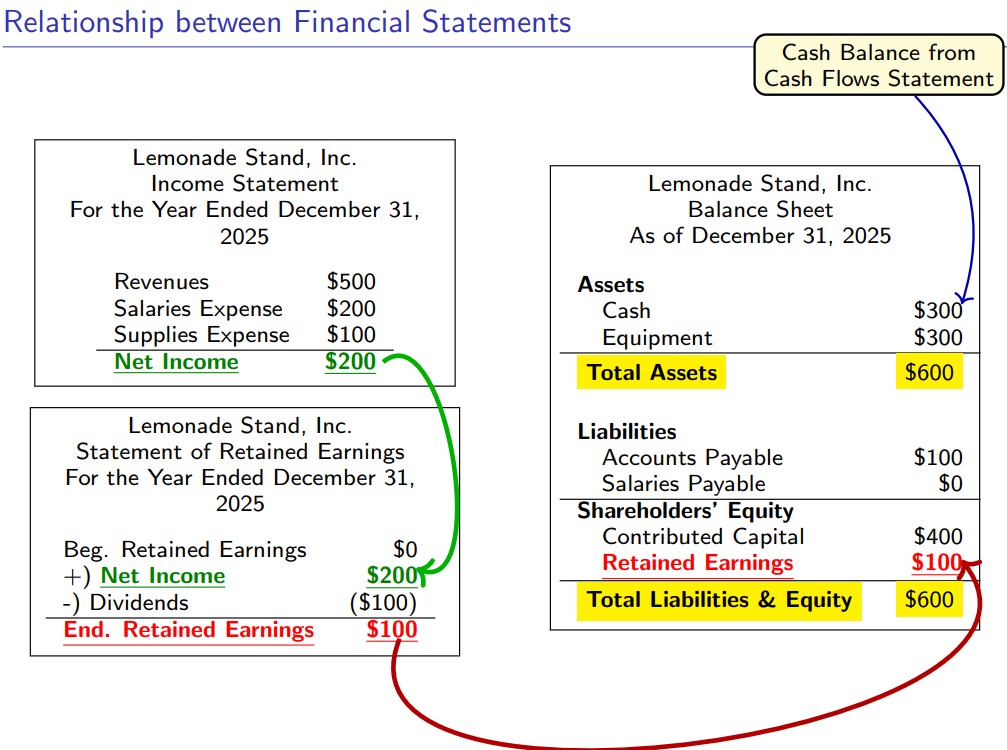 Relationship between Financial Statements
Cash Balance from
Cash Flows Statement
Lemonade Stand, Inc.
Income Statement
For the Year Ended December 31,
2025
Revenues $500
Salaries Expense $200
Supplies Expense $100
Net Income $200
Lemonade Stand, Inc.
Statement of Retained Earnings
For the Year Ended December 31,
2025
Beg. Retained Earnings $0
+) Net Income $200
-) Dividends ($100)
End. Retained Earnings $100
Lemonade Stand, Inc.
Balance Sheet
As of December 31, 2025
Assets
Cash $300
Equipment $300
Total Assets $600
Liabilities
Accounts Payable $100
Salaries Payable $0
Shareholders' Equity
Contributed Capital $400
Retained Earnings $100
Total Liabilities & Equity $600